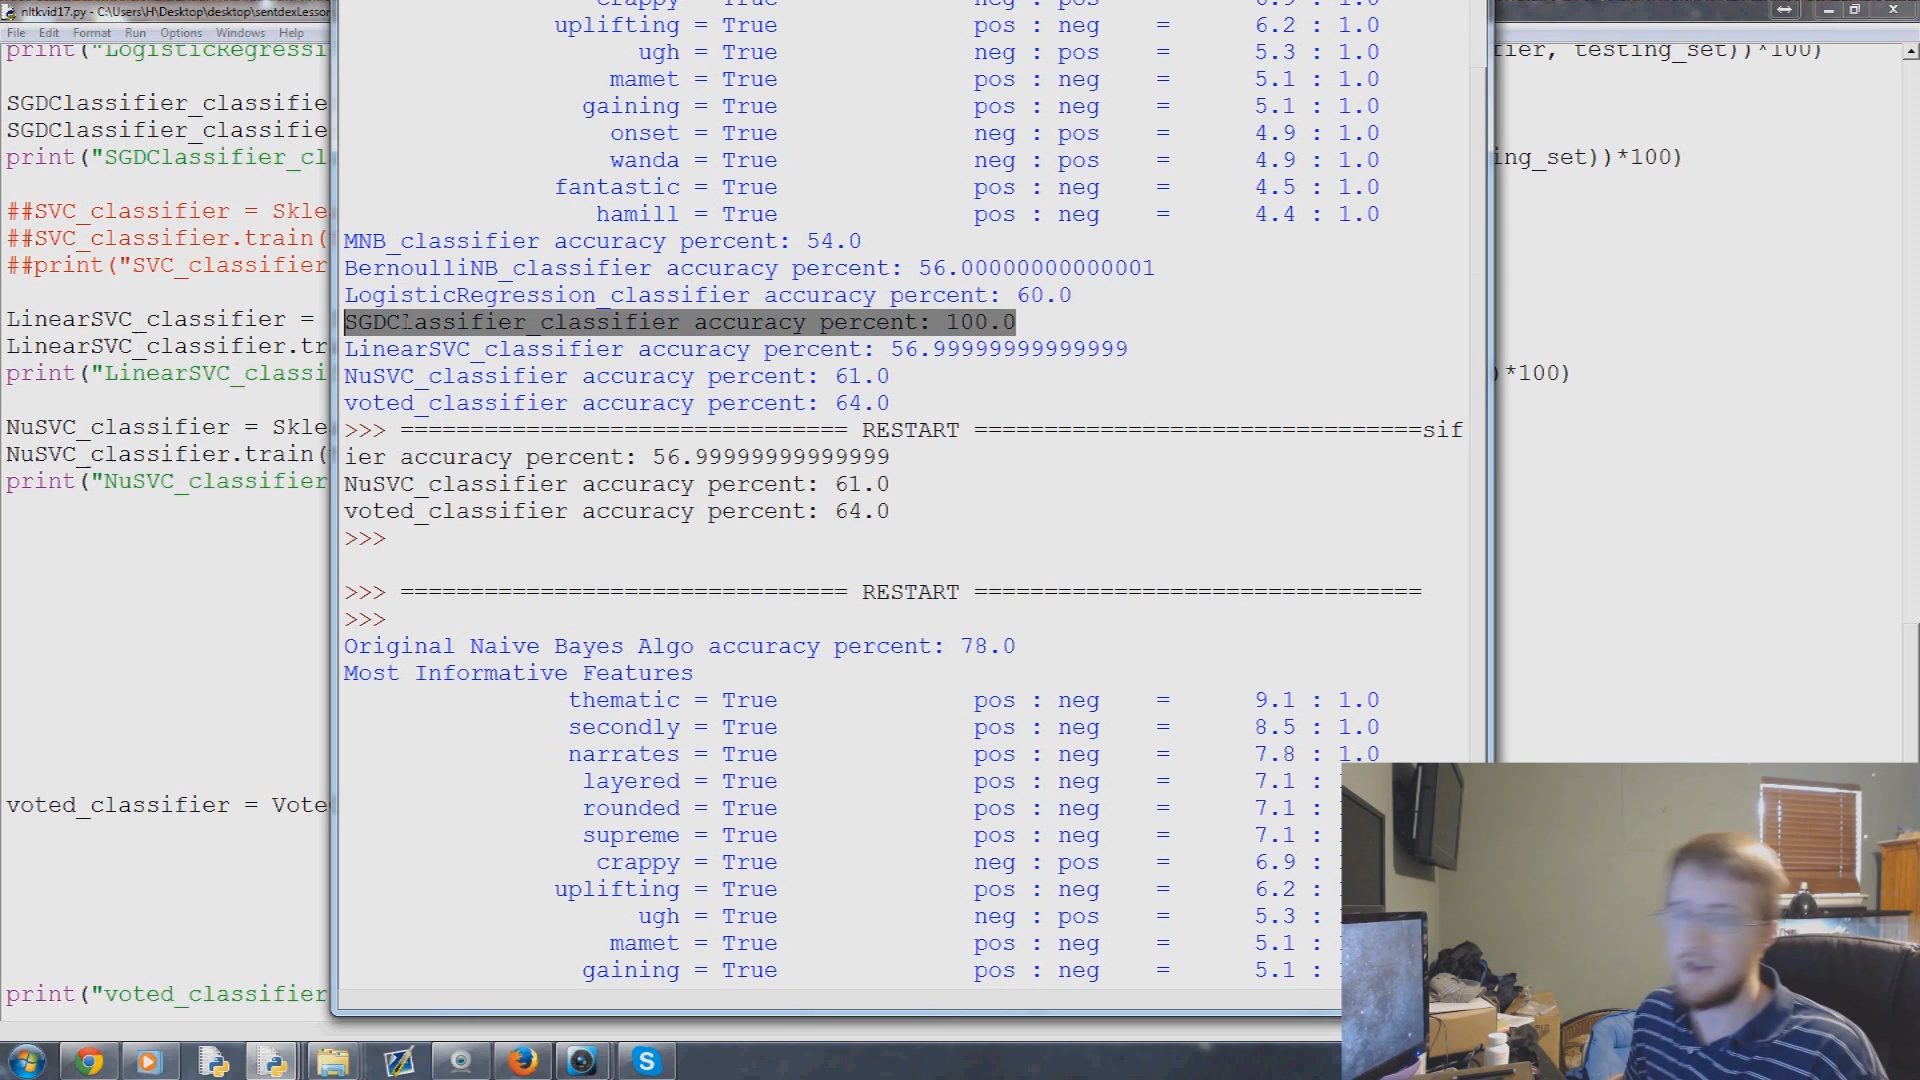 nltkvid17.py - C:\Users\H\Desktop\desktop\sentdexLesson
File Edit Format Run Options Windows Help
print("LogisticRegressi
ier, testing_set))*100)
SGDClassifier_classifie
SGDClassifier_classifie
print("SGDClassifier_cl
ing_set))*100)
##SVC_classifier = Skle
##SVC_classifier.train(
##print("SVC_classifier
LinearSVC_classifier =
LinearSVC_classifier.tr
print("LinearSVC_classi
)*100)
NuSVC_classifier = Skle
NuSVC_classifier.train(
print("NuSVC_classifier
voted_classifier = Vote
print("voted_classifier
crappy = True neg : pos = 6.9 : 1.0
uplifting = True pos : neg = 6.2 : 1.0
ugh = True neg : pos = 5.3 : 1.0
mamet = True pos : neg = 5.1 : 1.0
gaining = True pos : neg = 5.1 : 1.0
onset = True neg : pos = 4.9 : 1.0
wanda = True neg : pos = 4.9 : 1.0
fantastic = True pos : neg = 4.5 : 1.0
hamill = True pos : neg = 4.4 : 1.0
MNB_classifier accuracy percent: 54.0
BernoulliNB_classifier accuracy percent: 56.00000000000001
LogisticRegression_classifier accuracy percent: 60.0
SGDClassifier_classifier accuracy percent: 100.0
LinearSVC_classifier accuracy percent: 56.99999999999999
NuSVC_classifier accuracy percent: 61.0
voted_classifier accuracy percent: 64.0
>>> ================================ RESTART ================================sif
ier accuracy percent: 56.99999999999999
NuSVC_classifier accuracy percent: 61.0
voted_classifier accuracy percent: 64.0
>>>
>>> ================================ RESTART ================================
>>>
Original Naive Bayes Algo accuracy percent: 78.0
Most Informative Features
thematic = True pos : neg = 9.1 : 1.0
secondly = True pos : neg = 8.5 : 1.0
narrates = True pos : neg = 7.8 : 1.0
layered = True pos : neg = 7.1 :
rounded = True pos : neg = 7.1 :
supreme = True pos : neg = 7.1 :
crappy = True neg : pos = 6.9 :
uplifting = True pos : neg = 6.2 :
ugh = True neg : pos = 5.3 :
mamet = True pos : neg = 5.1 :
gaining = True pos : neg = 5.1 :